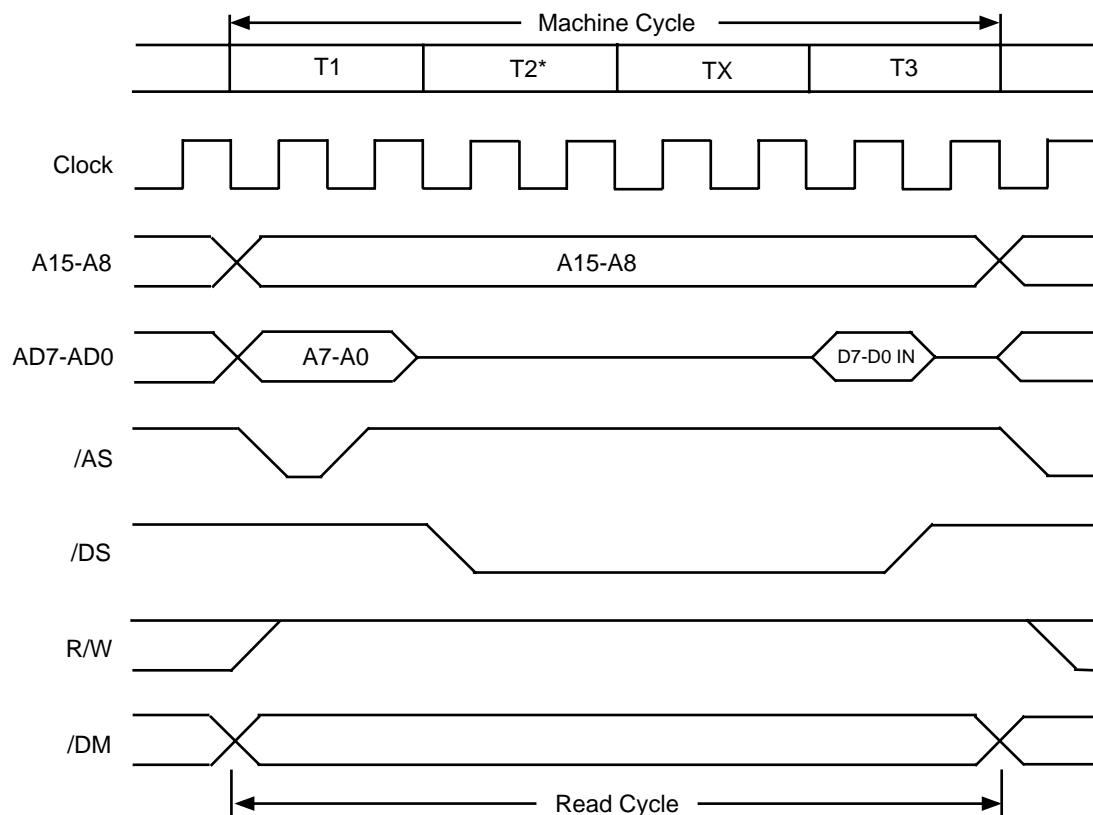 Machine Cycle
T1 T2* TX T3
Clock
A15-A8 A15-A8
AD7-AD0 A7-A0 D7-D0 IN
/AS
/DS
R/W
/DM
Read Cycle